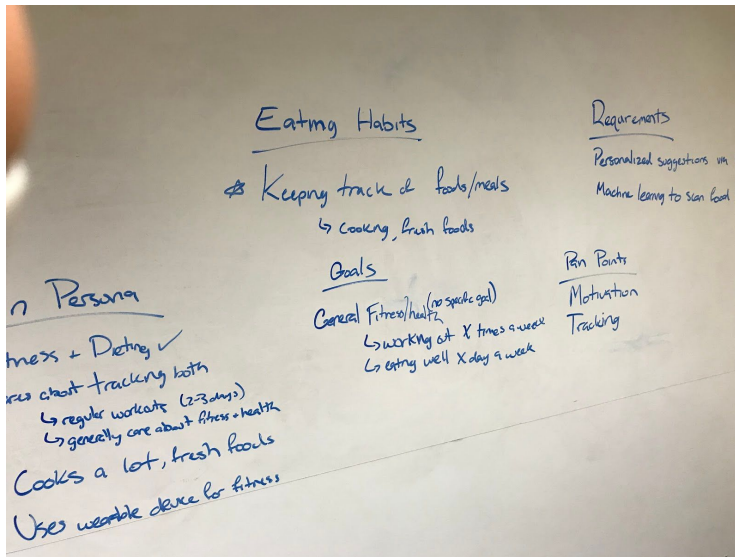 Eating Habits
* Keeping track of foods/meals
↳ cooking, fresh foods
Requirements
Personalized suggestions via
Machine learning to scan food
Goals
General Fitness/health (no specific goal)
↳ working out X times a week
↳ eating well X day a week
Pain Points
Motivation
Tracking
n Persona
tness + Dieting ✓
about tracking both
↳ regular workouts (2-3 days)
↳ generally care about fitness + health
Cooks a lot, fresh foods
Uses wearable device for fitness